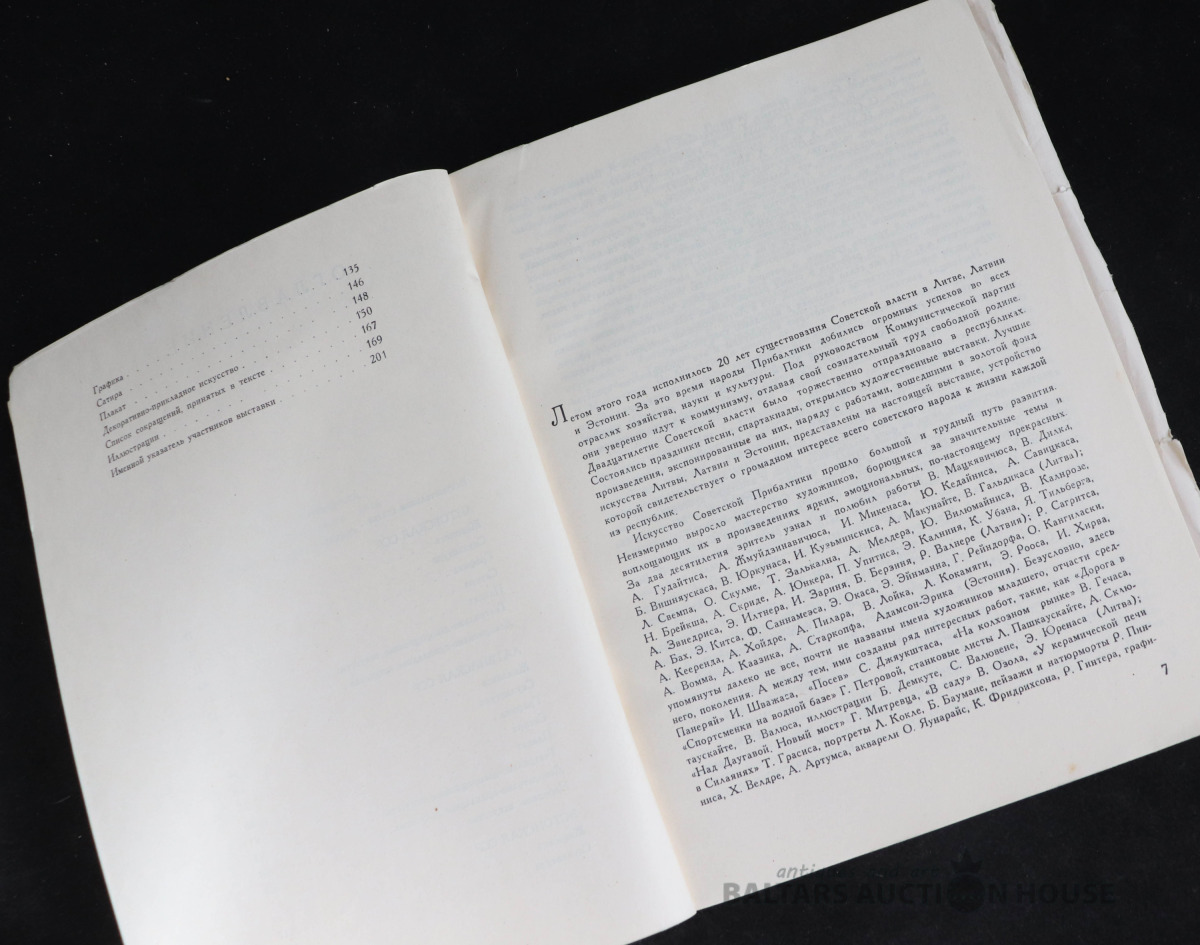 Графика 135
Сатира 146
Плакат 148
Декоративно-прикладное искусство 150
Список сокращений, принятых в тексте 167
Иллюстрации 169
Именной указатель участников выставки 201
Летом этого года исполнилось 20 лет существования Советской власти в Литве, Латвии
и Эстонии. За это время народы Прибалтики добились огромных успехов во всех
отраслях хозяйства, науки и культуры. Под руководством Коммунистической партии
они уверенно идут к коммунизму, отдавая свой созидательный труд свободной родине.
Двадцатилетие Советской власти было торжественно отпраздновано в республиках.
Состоялись праздники песни, спартакиады, открылись художественные выставки. Лучшие
произведения, экспонированные на них, наряду с работами, вошедшими в золотой фонд
искусства Литвы, Латвии и Эстонии, представлены на настоящей выставке, устройство
которой свидетельствует о громадном интересе всего советского народа к жизни каждой
из республик.
Искусство Советской Прибалтики прошло большой и трудный путь развития.
Неизмеримо выросло мастерство художников, борющихся за значительные темы и
воплощающих их в произведениях ярких, эмоциональных, по-настоящему прекрасных.
За два десятилетия зритель узнал и полюбил работы В. Мацкявичюса, В. Дилки,
А. Гудайтиса, А. Жмуйдзинавичюса, И. Микенаса, Ю. Кедайниса, А. Савицкаса,
Б. Вишняускаса, В. Юркунаса, И. Кузьминскиса, А. Макунайте, В. Гальдикаса (Литва);
Л. Свемпа, О. Скулме, Т. Залькална, А. Мелдера, Ю. Вилюмайниса, В. Калнрозе,
Н. Брейкша, А. Скриде, А. Юнкера, П. Упитиса, Э. Калниня, К. Убана, Я. Тильберга,
А. Звиедриса, Э. Илтнера, И. Зариня, Б. Берзиня, Р. Валнере (Латвия); Р. Сагритса,
А. Бах, Э. Китса, Ф. Саннамеэса, Э. Окаса, Э. Эйнманна, Г. Рейндорфа, О. Кангиласки,
А. Кееренда, А. Хойдре, А. Пилара, В. Лойка, Л. Кокамяги, Э. Рооса, И. Хирва,
А. Вомма, А. Каазика, А. Старкопфа, Адамсон-Эрика (Эстония). Безусловно, здесь
упомянуты далеко не все, почти не названы имена художников младшего, отчасти сред-
него, поколения. А между тем, ими созданы ряд интересных работ, такие, как «Дорога в
Панеряй» И. Шважаса, «Посев» С. Джяукштаса, «На колхозном рынке» В. Гечаса,
«Спортсменки на водной базе» Г. Петровой, станковые листы Л. Пашкаускайте, А. Склю-
таускайте, В. Валюса, иллюстрации Б. Демкуте, С. Валювене, Э. Юренаса (Литва);
«Над Даугавой. Новый мост» Г. Митревца, «В саду» В. Озола, «У керамической печи
в Силаянях» Т. Грасиса, портреты Л. Кокле, Б. Баумане, пейзажи и натюрморты Р. Пин-
ниса, Х. Велдре, А. Артумса, акварели О. Яунарайс, К. Фридрихсона, Р. Гинтера, графи-
7
BALTARS AUCTION HOUSE